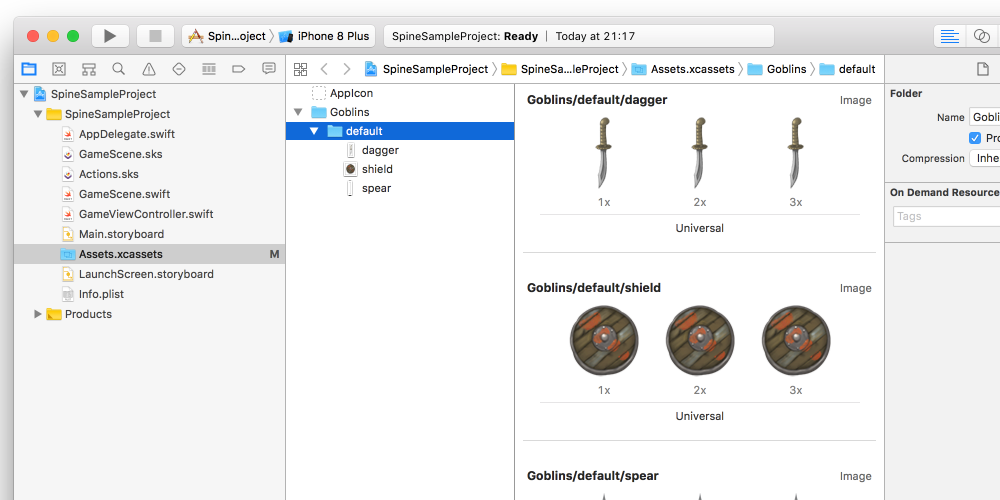 Spin...oject
iPhone 8 Plus
SpineSampleProject: Ready | Today at 21:17
SpineSampleProject
SpineSa...leProject
Assets.xcassets
Goblins
default
SpineSampleProject
SpineSampleProject
AppDelegate.swift
GameScene.sks
Actions.sks
GameScene.swift
GameViewController.swift
Main.storyboard
Assets.xcassets M
LaunchScreen.storyboard
Info.plist
Products
AppIcon
Goblins
default
dagger
shield
spear
Goblins/default/dagger Image
1x 2x 3x
Universal
Goblins/default/shield Image
1x 2x 3x
Universal
Goblins/default/spear Image
Folder
Name Goblin
Pro
Compression Inhe
On Demand Resource
Tags